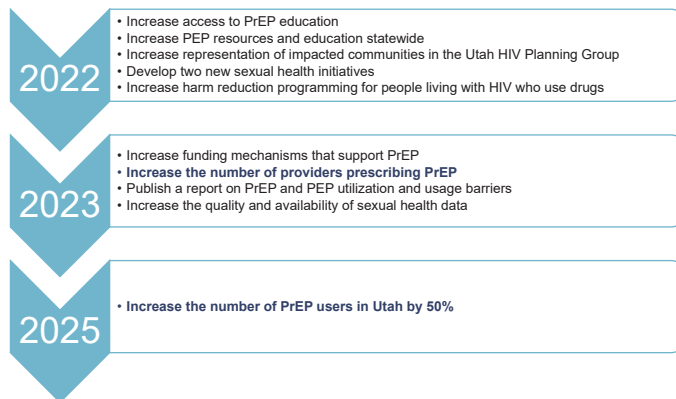 2022
• Increase access to PrEP education
• Increase PEP resources and education statewide
• Increase representation of impacted communities in the Utah HIV Planning Group
• Develop two new sexual health initiatives
• Increase harm reduction programming for people living with HIV who use drugs
2023
• Increase funding mechanisms that support PrEP
• Increase the number of providers prescribing PrEP
• Publish a report on PrEP and PEP utilization and usage barriers
• Increase the quality and availability of sexual health data
2025
• Increase the number of PrEP users in Utah by 50%